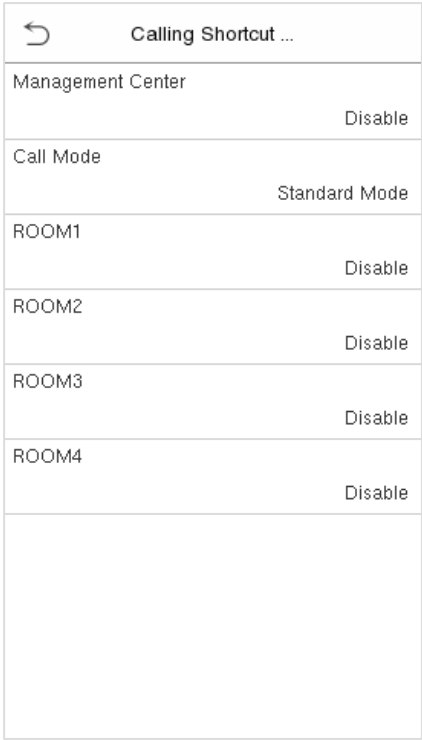 Calling Shortcut ...
Management Center
Disable
Call Mode
Standard Mode
ROOM1
Disable
ROOM2
Disable
ROOM3
Disable
ROOM4
Disable